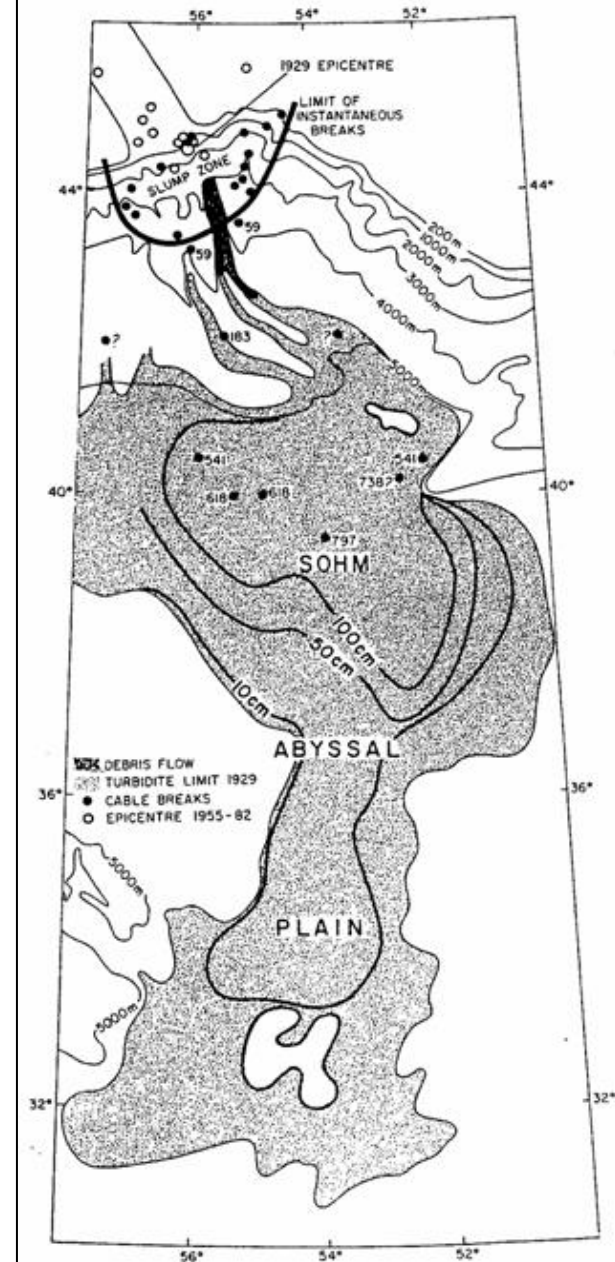 56°
54°
52°
1929 EPICENTRE
LIMIT OF
INSTANTANEOUS
BREAKS
SLUMP ZONE
44°
44°
200m
1000m
2000m
3000m
4000m
5000m
59
59
183
?
?
541
541
738?
618
618
797
40°
40°
SOHM
100cm
50cm
10cm
ABYSSAL
DEBRIS FLOW
TURBIDITE LIMIT 1929
CABLE BREAKS
EPICENTRE 1955-82
36°
36°
5000m
PLAIN
5000m
32°
32°
56°
54°
52°